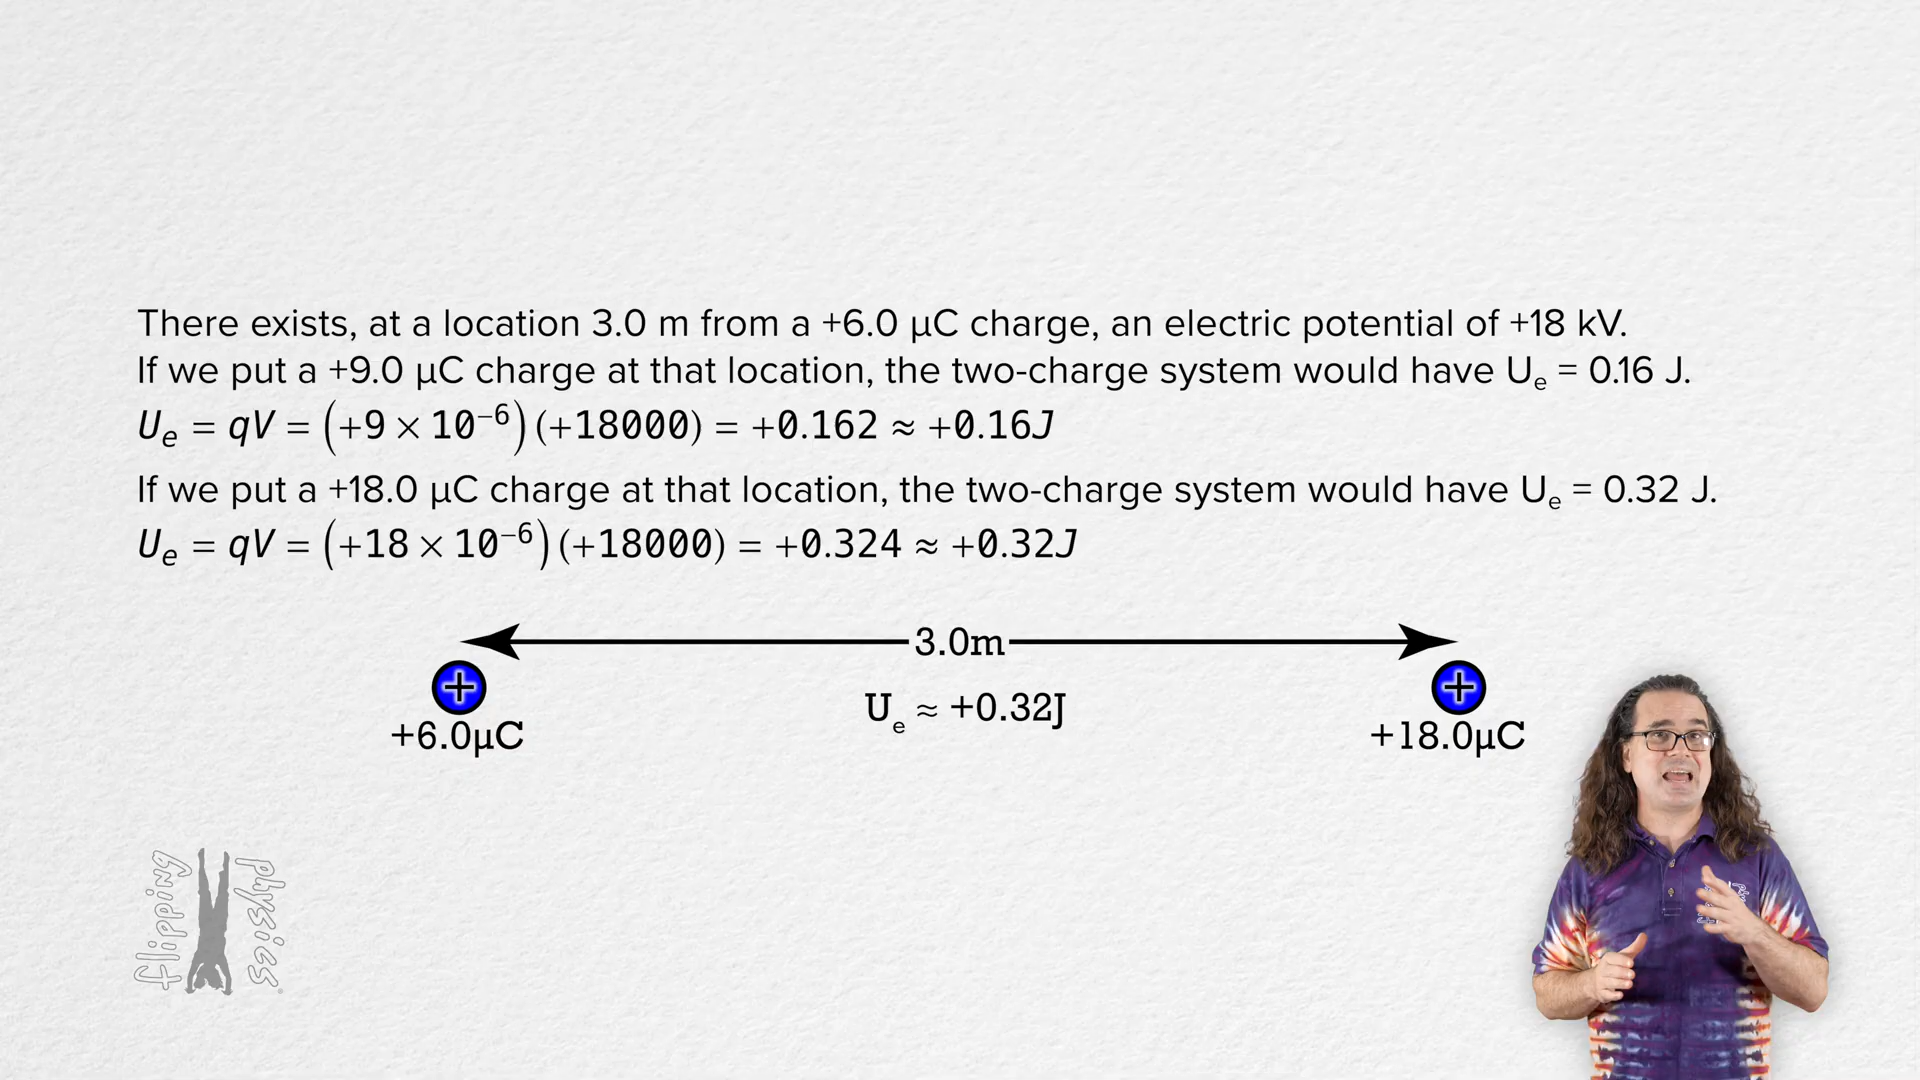 There exists, at a location 3.0 m from a +6.0 μC charge, an electric potential of +18 kV.
If we put a +9.0 μC charge at that location, the two-charge system would have Uₑ = 0.16 J.
Uₑ = qV = (+9 × 10⁻⁶)(+18000) = +0.162 ≈ +0.16J
If we put a +18.0 μC charge at that location, the two-charge system would have Uₑ = 0.32 J.
Uₑ = qV = (+18 × 10⁻⁶)(+18000) = +0.324 ≈ +0.32J
3.0m
+ +
Uₑ ≈ +0.32J
+6.0μC +18.0μC
flipping physics